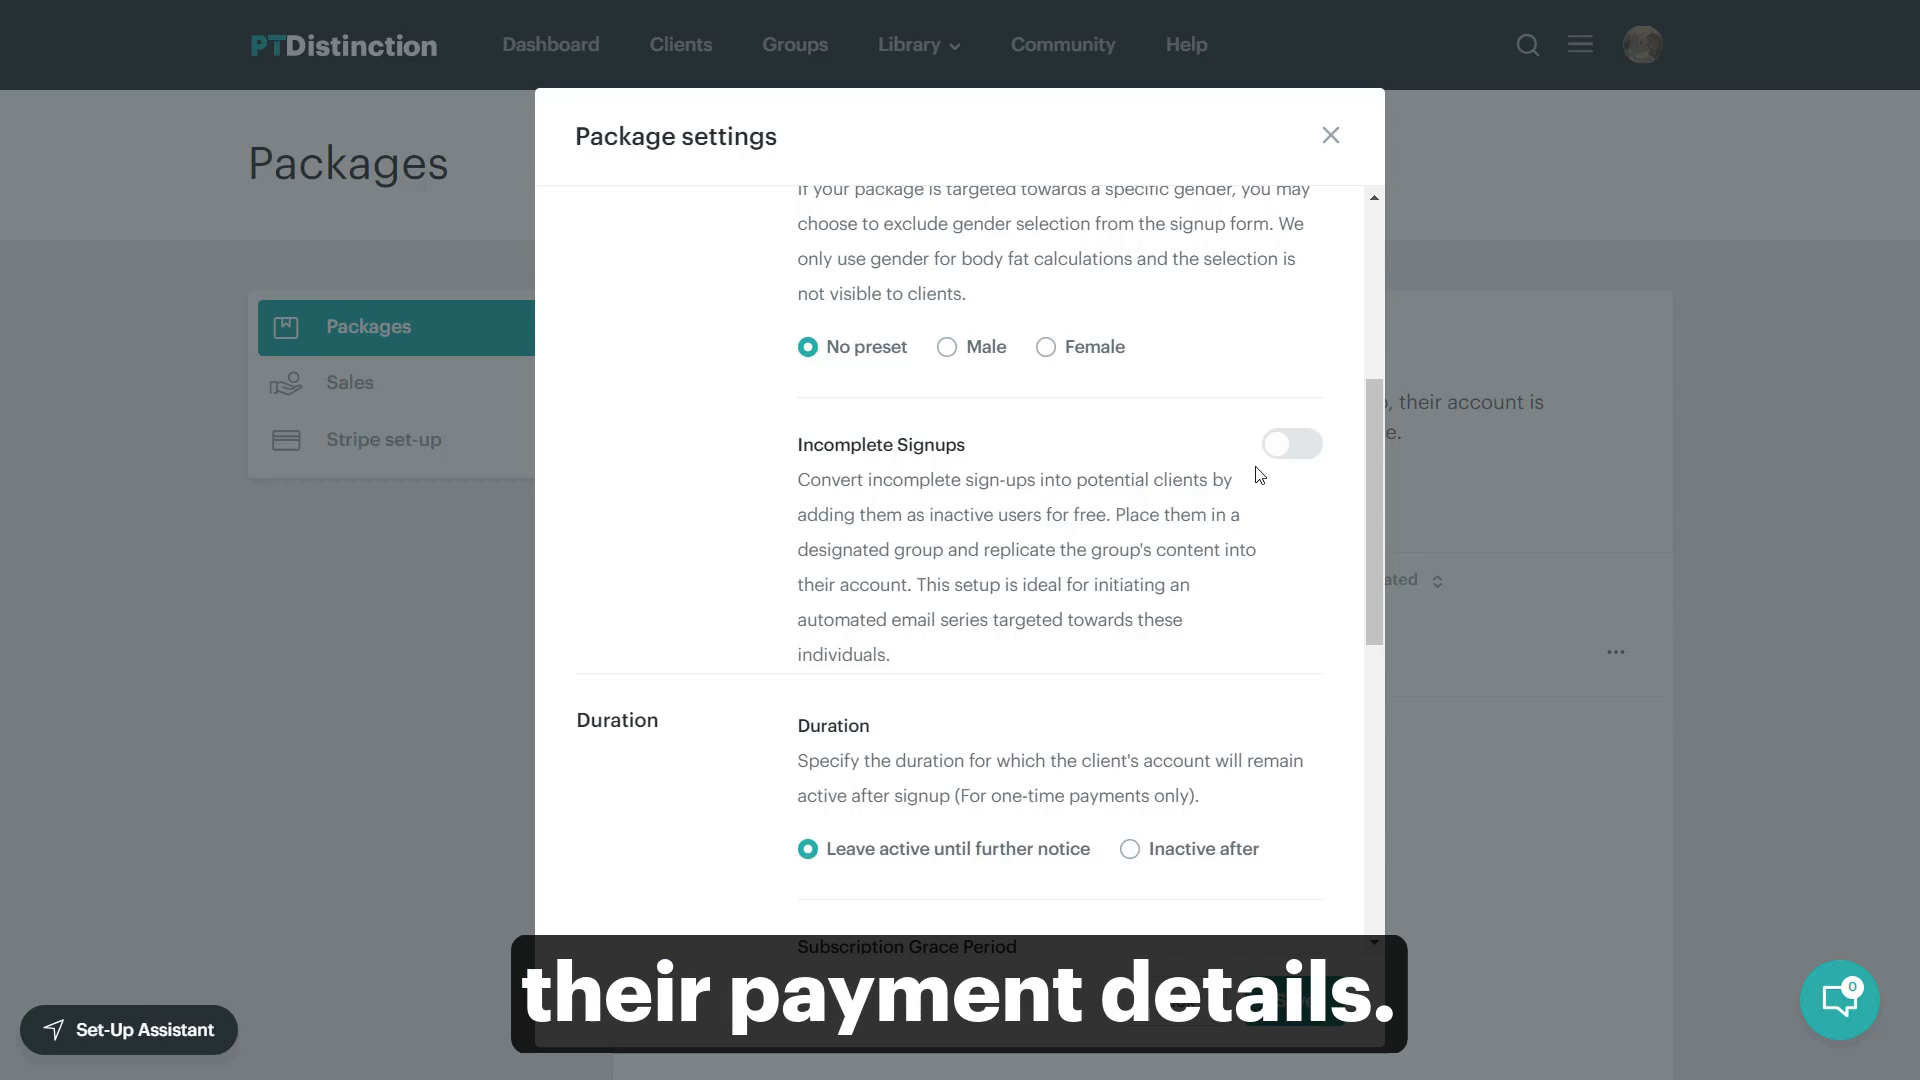 PTDistinction
Dashboard
Clients
Groups
Library
Community
Help
Packages
Package settings
If your package is targeted towards a specific gender, you may
choose to exclude gender selection from the signup form. We
only use gender for body fat calculations and the selection is
not visible to clients.
No preset
Male
Female
Packages
Sales
Stripe set-up
, their account is
e.
Incomplete Signups
Convert incomplete sign-ups into potential clients by
adding them as inactive users for free. Place them in a
designated group and replicate the group's content into
their account. This setup is ideal for initiating an
automated email series targeted towards these
individuals.
ated
Duration
Duration
Specify the duration for which the client's account will remain
active after signup (For one-time payments only).
Leave active until further notice
Inactive after
Subscription Grace Period
their payment details.
Set-Up Assistant
0